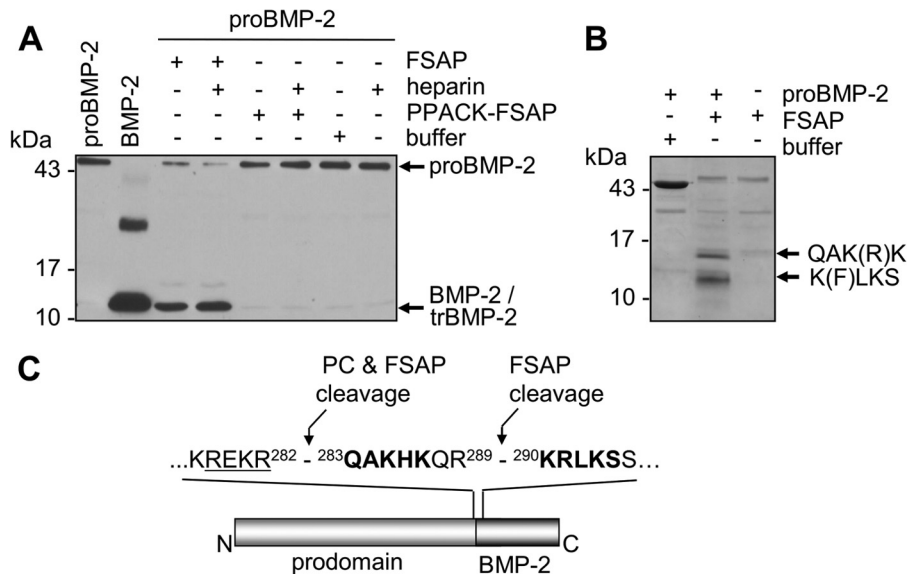 A
proBMP-2
proBMP-2
BMP-2
+ + - - - - FSAP
- + - + - + heparin
- - + + - - PPACK-FSAP
- - - - + - buffer
kDa
43 -
17 -
10 -
proBMP-2
BMP-2 /
trBMP-2
B
+ + - proBMP-2
- + + FSAP
+ - - buffer
kDa
43 -
17 -
10 -
QAK(R)K
K(F)LKS
C
PC & FSAP
cleavage
FSAP
cleavage
...KREKR282 - 283QAKHKQR289 - 290KRLKSS...
N
C
prodomain
BMP-2